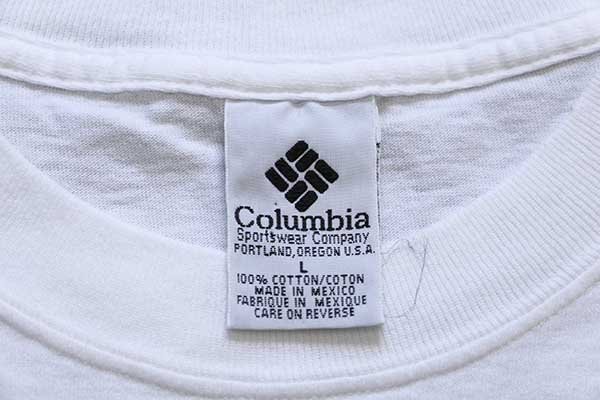 Columbia
Sportswear Company
PORTLAND, OREGON U.S.A.
L
100% COTTON/COTON
MADE IN MEXICO
FABRIQUE IN MEXIQUE
CARE ON REVERSE